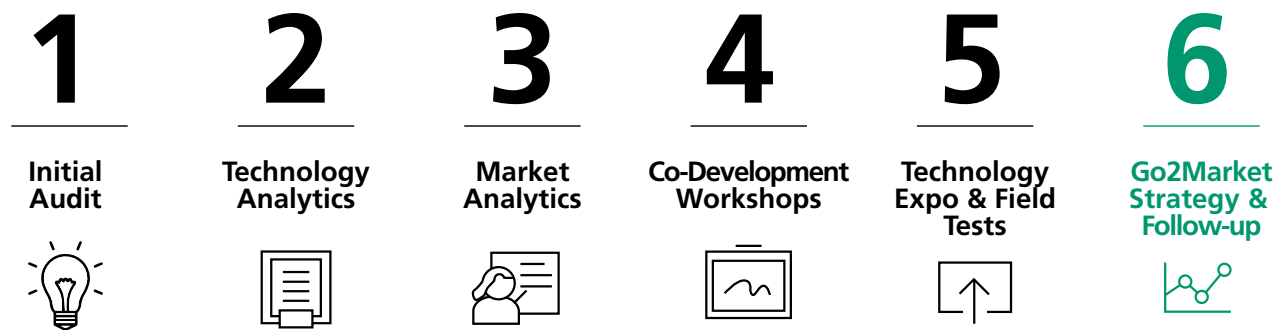 1
Initial
Audit
2
Technology
Analytics
3
Market
Analytics
4
Co-Development
Workshops
5
Technology
Expo & Field
Tests
6
Go2Market
Strategy &
Follow-up